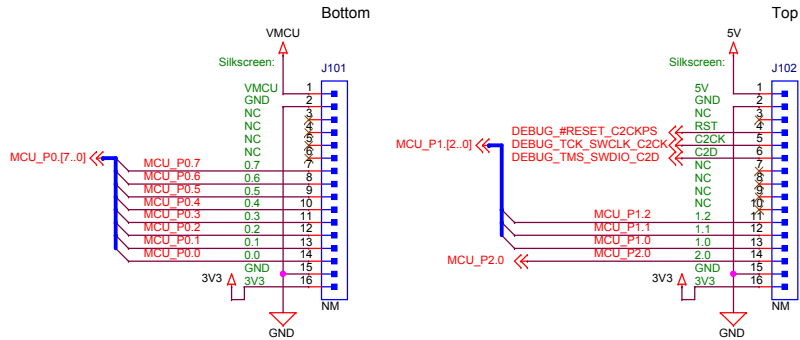 Bottom
VMCU
Silkscreen:
J101
VMCU 1
GND 2
NC 3
NC 4
NC 5
NC 6
MCU_P0.[7..0]
MCU_P0.7 0.7 7
MCU_P0.6 0.6 8
MCU_P0.5 0.5 9
MCU_P0.4 0.4 10
MCU_P0.3 0.3 11
MCU_P0.2 0.2 12
MCU_P0.1 0.1 13
MCU_P0.0 0.0 14
GND 15
3V3 3V3 16
NM
GND
Top
5V
Silkscreen:
J102
5V 1
GND 2
NC 3
DEBUG_#RESET_C2CKPS RST 4
MCU_P1.[2..0]
DEBUG_TCK_SWCLK_C2CK C2CK 5
DEBUG_TMS_SWDIO_C2D C2D 6
NC 7
NC 8
NC 9
NC 10
MCU_P1.2 1.2 11
MCU_P1.1 1.1 12
MCU_P1.0 1.0 13
MCU_P2.0 MCU_P2.0 2.0 14
GND 15
3V3 3V3 16
NM
GND